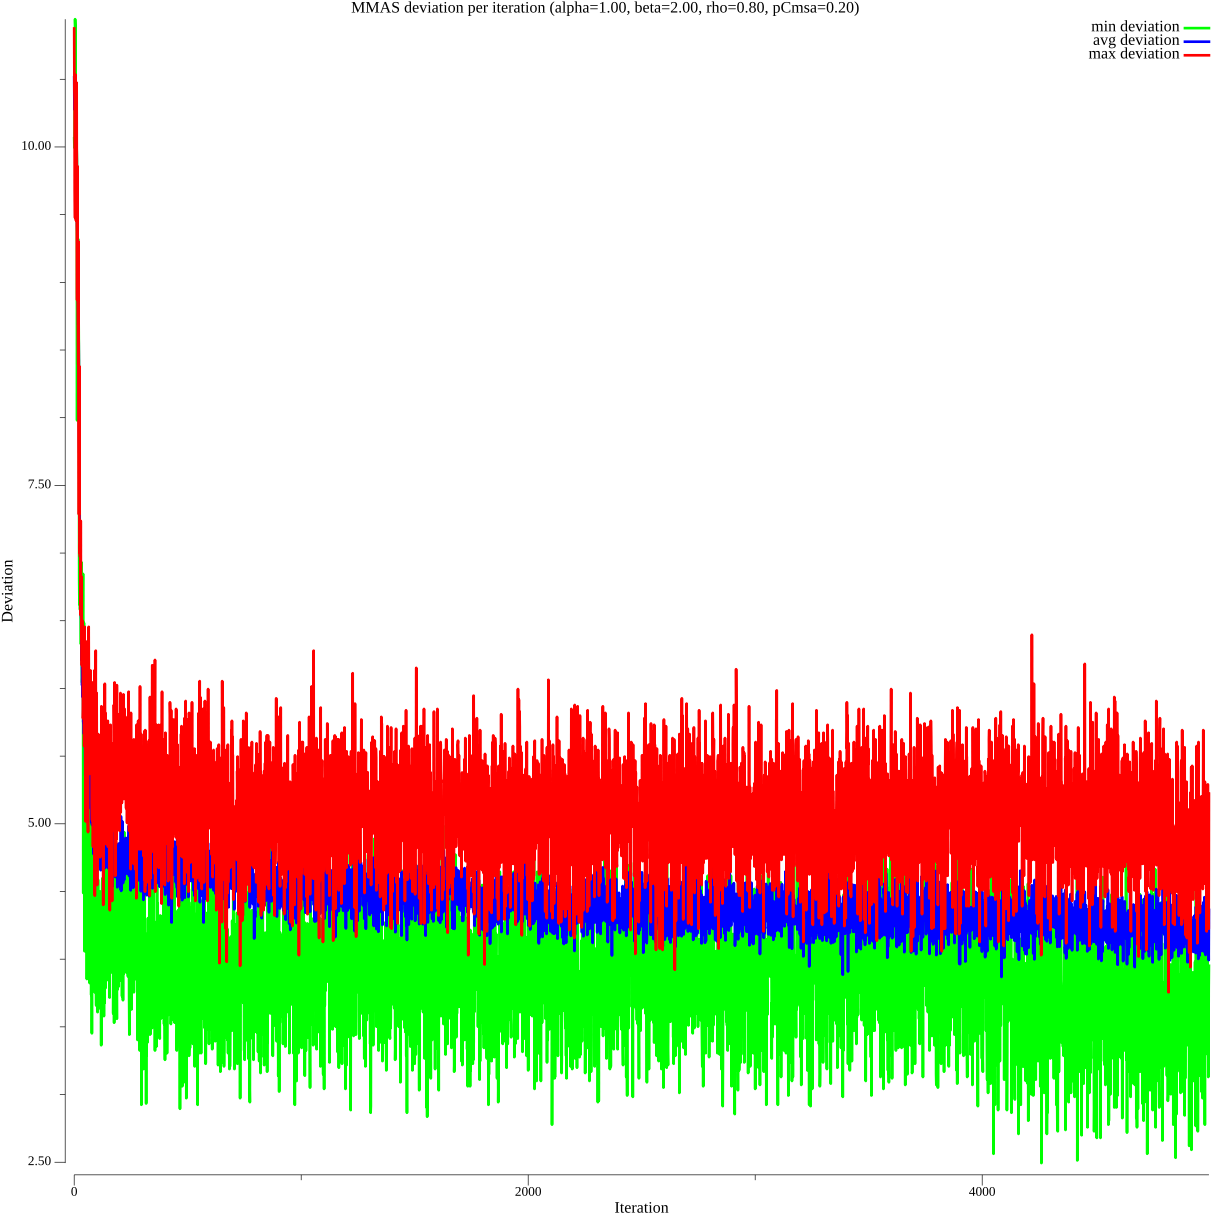 MMAS deviation per iteration (alpha=1.00, beta=2.00, rho=0.80, pCmsa=0.20)
min deviation
avg deviation
max deviation
10.00
7.50
5.00
2.50
Deviation
0
2000
4000
Iteration